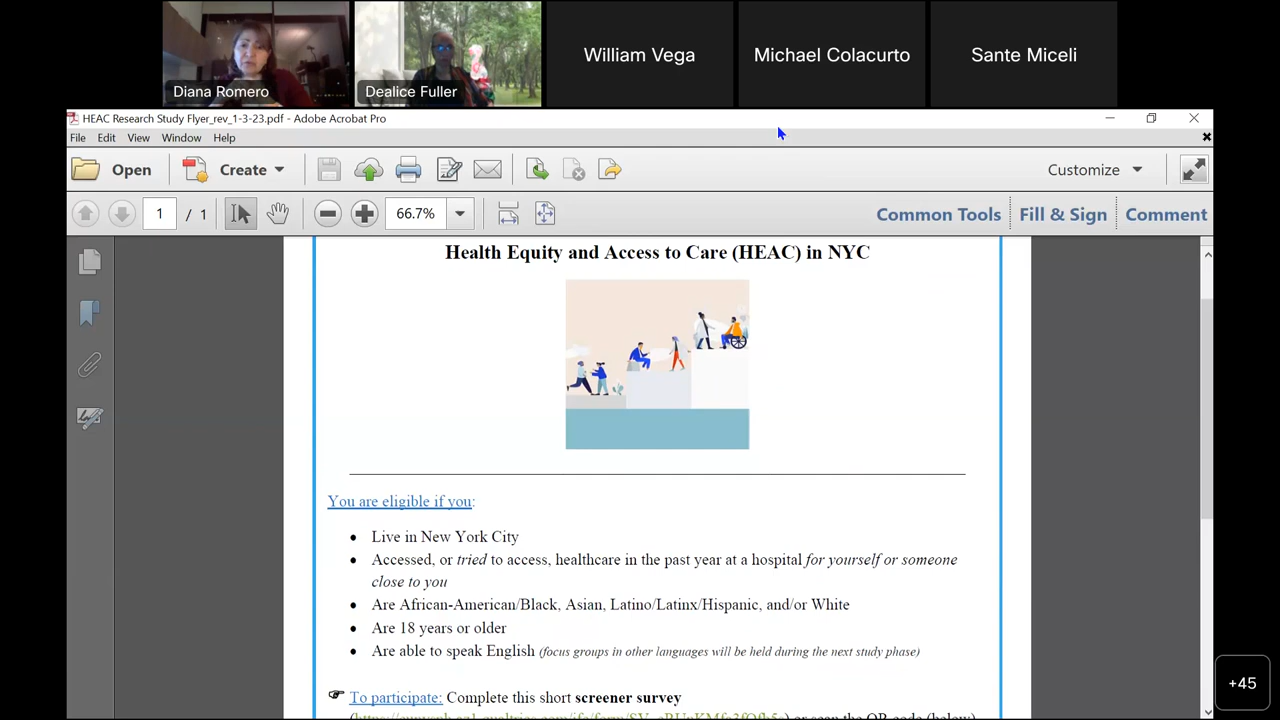 William Vega
Michael Colacurto
Sante Miceli
Diana Romero
Dealice Fuller
HEAC Research Study Flyer_rev_1-3-23.pdf - Adobe Acrobat Pro
File Edit View Window Help
Open Create Customize
1 / 1 66.7% Common Tools Fill & Sign Comment
Health Equity and Access to Care (HEAC) in NYC
You are eligible if you:
Live in New York City
Accessed, or tried to access, healthcare in the past year at a hospital for yourself or someone
close to you
Are African-American/Black, Asian, Latino/Latinx/Hispanic, and/or White
Are 18 years or older
Are able to speak English (focus groups in other languages will be held during the next study phase)
To participate: Complete this short screener survey
or scan the QR code (below)
+45